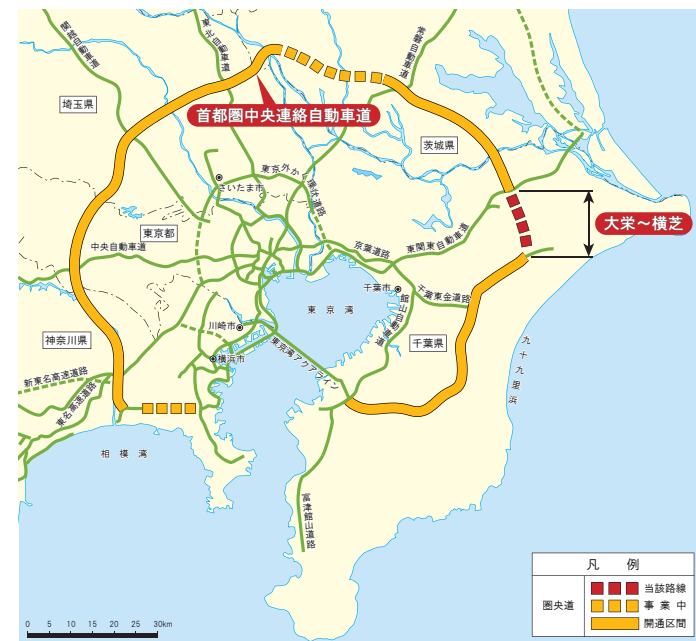 関越自動車道
東北自動車道
常磐自動車道
埼玉県
首都圏中央連絡自動車道
茨城県
さいたま市
東京外かく環状道路
大栄～横芝
東京都
中央自動車道
京葉道路
東関東自動車道
千葉市
千葉東金道路
東京湾
館山自動車道
川崎市
神奈川県
千葉県
横浜市
東京湾アクアライン
九十九里浜
新東名高速道路
東名高速道路
相模湾
富津館山道路
凡例
圏央道
当該路線
事業中
開通区間
0 5 10 15 20 25 30km